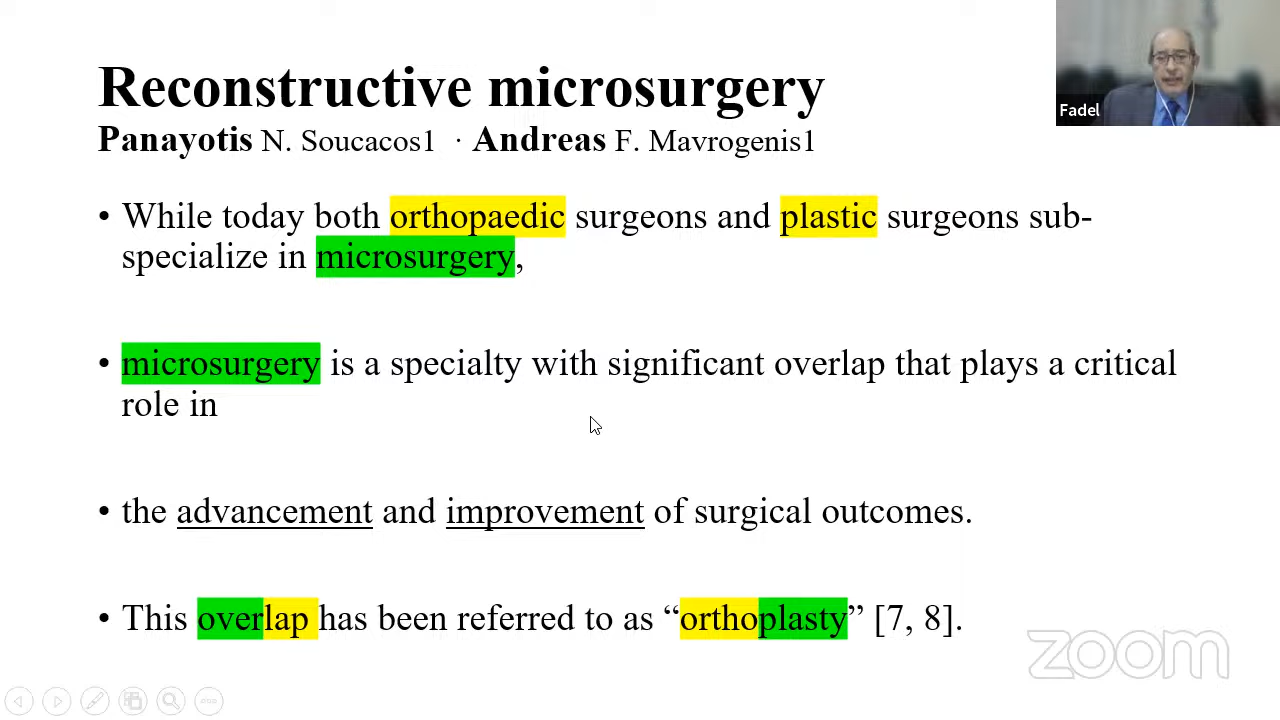 Reconstructive microsurgery
Panayotis N. Soucacos1 · Andreas F. Mavrogenis1
Fadel
• While today both orthopaedic surgeons and plastic surgeons sub-
specialize in microsurgery,
• microsurgery is a specialty with significant overlap that plays a critical
role in
• the advancement and improvement of surgical outcomes.
• This overlap has been referred to as “orthoplasty” [7, 8].
zoom